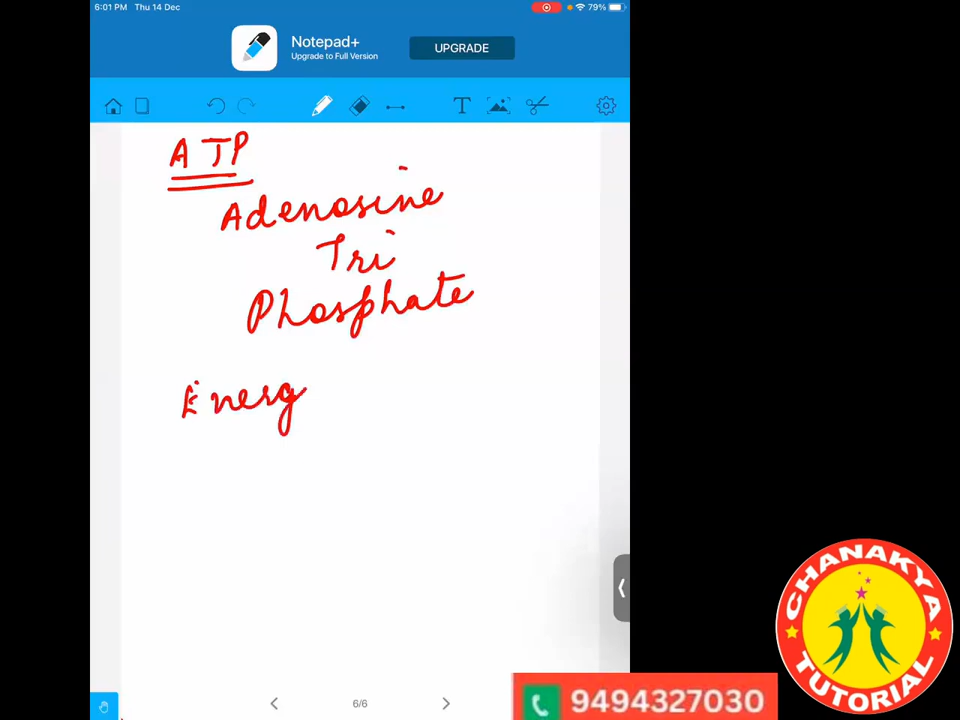 6:01 PM Thu 14 Dec 79%
Notepad+
Upgrade to Full Version
UPGRADE
T
ATP
Adenosine
Tri
Phosphate
Energ
6/6
9494327030
CHANAKYA
TUTORIAL